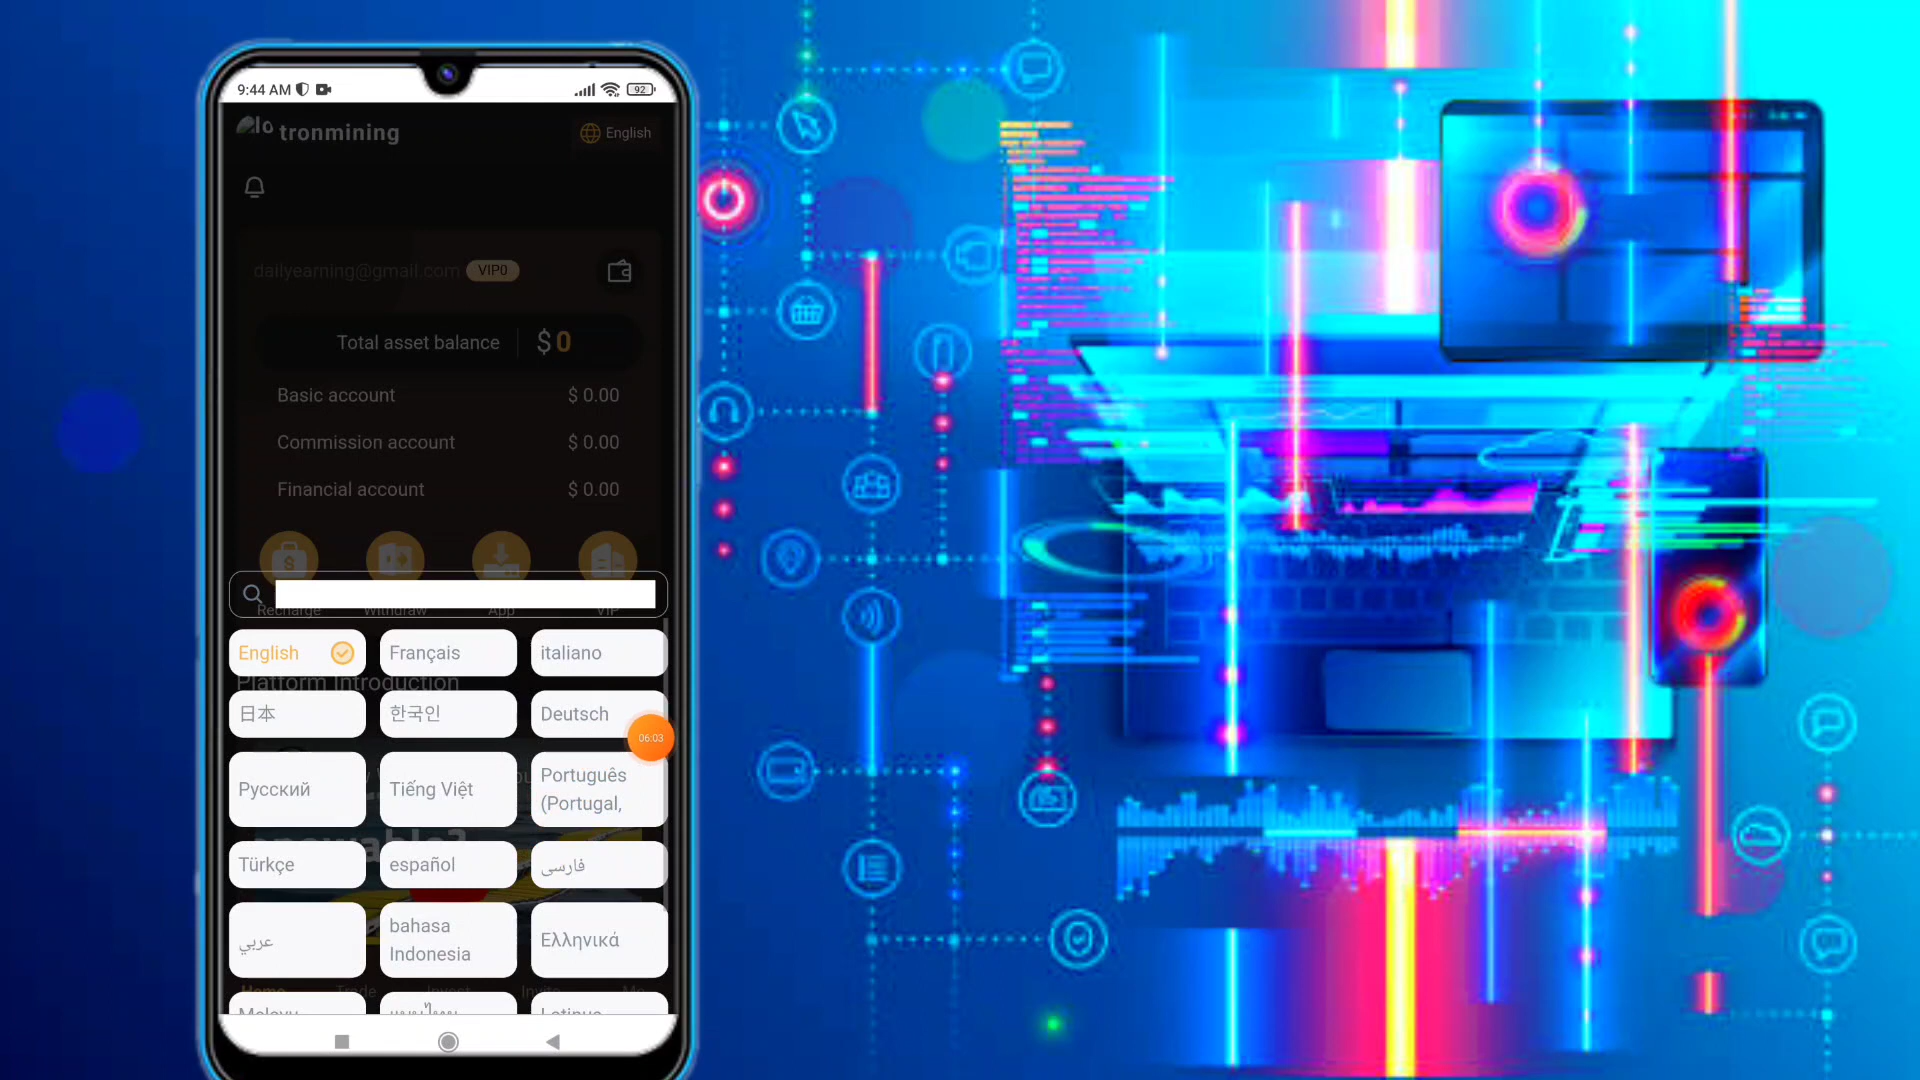 9:44 AM
92
tronmining
English
dailyearning@gmail.com VIP0
Total asset balance $ 0
Basic account $ 0.00
Commission account $ 0.00
Financial account $ 0.00
Recharge Withdraw App VIP
English Français italiano
Platform Introduction
日本 한국인 Deutsch
06:03
Русский Tiếng Việt Português
(Portugal,
Türkçe español فارسی
عربي bahasa
Indonesia Ελληνικά
Home Trade Invest Invite Me
Melayu Latinus